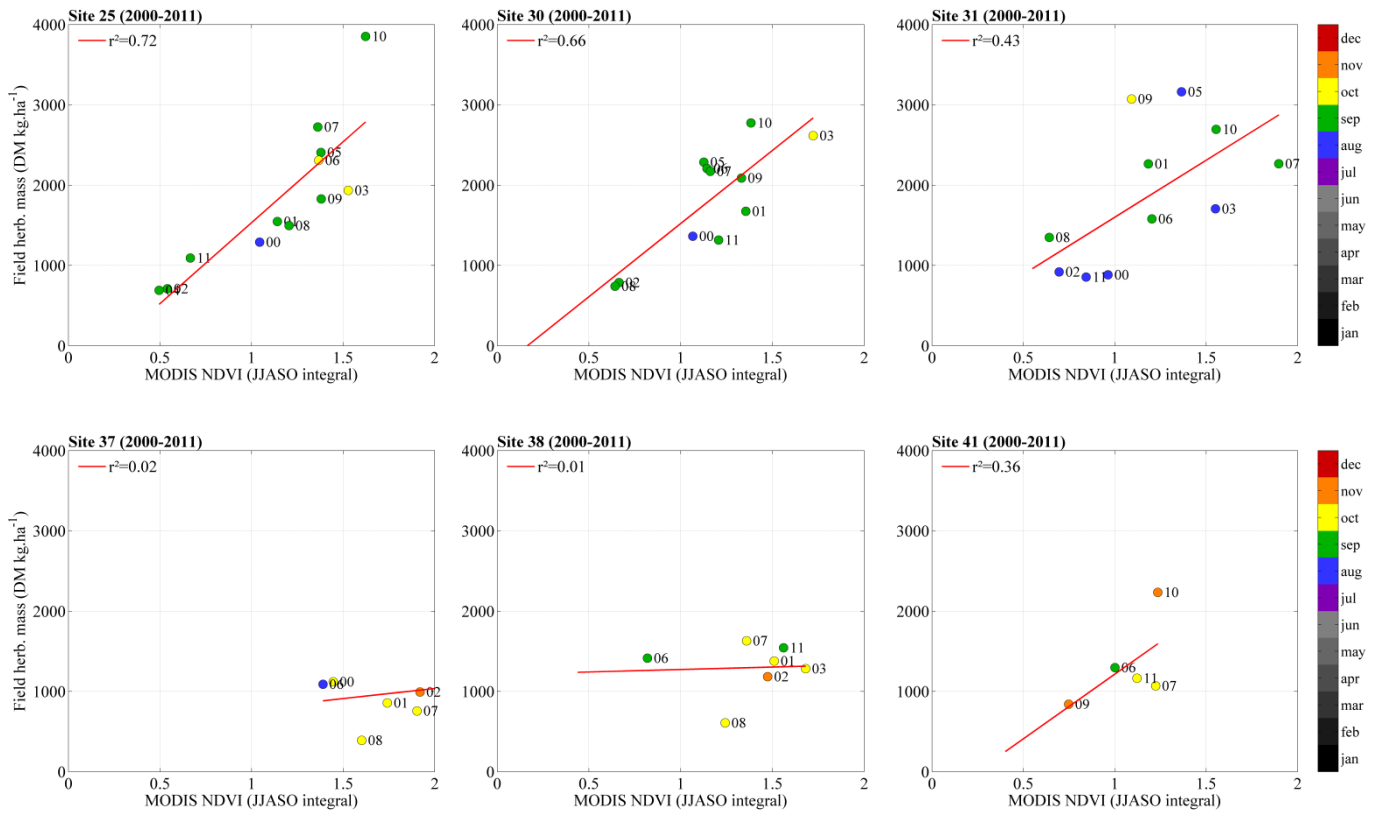 Site 25 (2000-2011)
r²=0.72
Field herb. mass (DM kg.ha⁻¹)
4000
3000
2000
1000
0
10
07
05
06
03
09
01
08
00
11
02
0
0.5
1
1.5
2
MODIS NDVI (JJASO integral)
Site 30 (2000-2011)
r²=0.66
4000
3000
2000
1000
0
10
03
05
06
07
09
01
00
11
02
08
0
0.5
1
1.5
2
MODIS NDVI (JJASO integral)
Site 31 (2000-2011)
r²=0.43
4000
3000
2000
1000
0
05
09
10
01
07
03
06
08
02
11
00
0
0.5
1
1.5
2
MODIS NDVI (JJASO integral)
dec
nov
oct
sep
aug
jul
jun
may
apr
mar
feb
jan
Site 37 (2000-2011)
r²=0.02
Field herb. mass (DM kg.ha⁻¹)
4000
3000
2000
1000
0
06
00
02
01
07
08
0
0.5
1
1.5
2
MODIS NDVI (JJASO integral)
Site 38 (2000-2011)
r²=0.01
4000
3000
2000
1000
0
07
11
06
01
03
02
08
0
0.5
1
1.5
2
MODIS NDVI (JJASO integral)
Site 41 (2000-2011)
r²=0.36
4000
3000
2000
1000
0
10
06
11
07
09
0
0.5
1
1.5
2
MODIS NDVI (JJASO integral)
dec
nov
oct
sep
aug
jul
jun
may
apr
mar
feb
jan